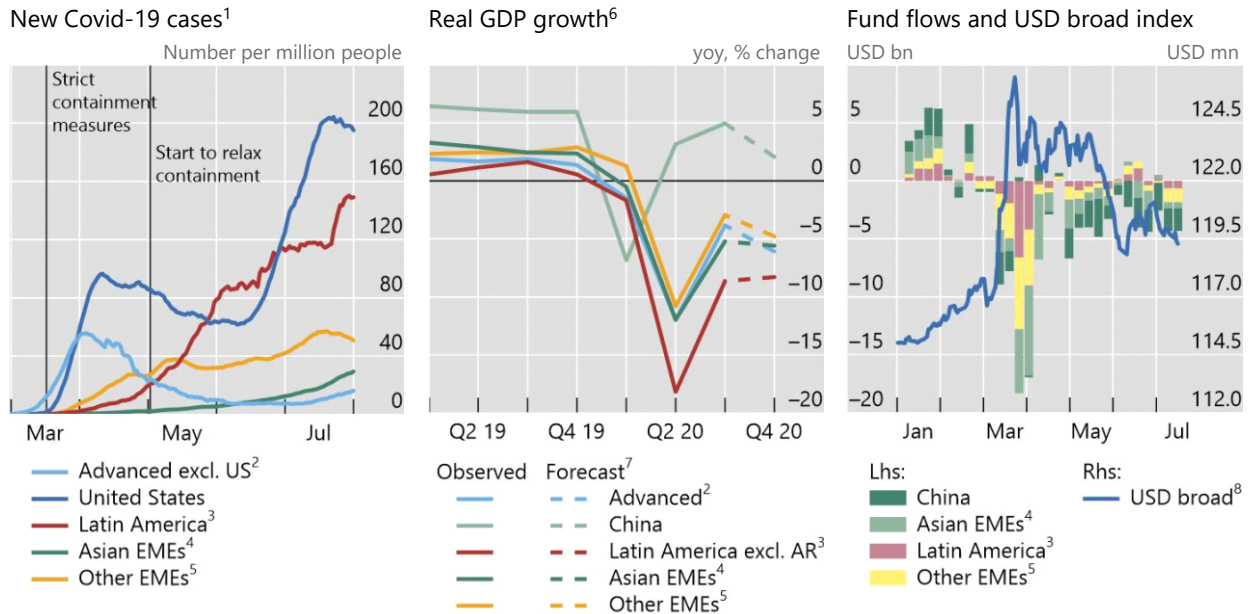 New Covid-19 cases¹
Number per million people
Strict
containment
measures
Start to relax
containment
200
160
120
80
40
0
Mar May Jul
Advanced excl. US²
United States
Latin America³
Asian EMEs⁴
Other EMEs⁵
Real GDP growth⁶
yoy, % change
5
0
–5
–10
–15
–20
Q2 19 Q4 19 Q2 20 Q4 20
Observed Forecast⁷
Advanced²
China
Latin America excl. AR³
Asian EMEs⁴
Other EMEs⁵
Fund flows and USD broad index
USD bn USD mn
5 124.5
0 122.0
–5 119.5
–10 117.0
–15 114.5
–20 112.0
Jan Mar May Jul
Lhs: Rhs:
China USD broad⁸
Asian EMEs⁴
Latin America³
Other EMEs⁵